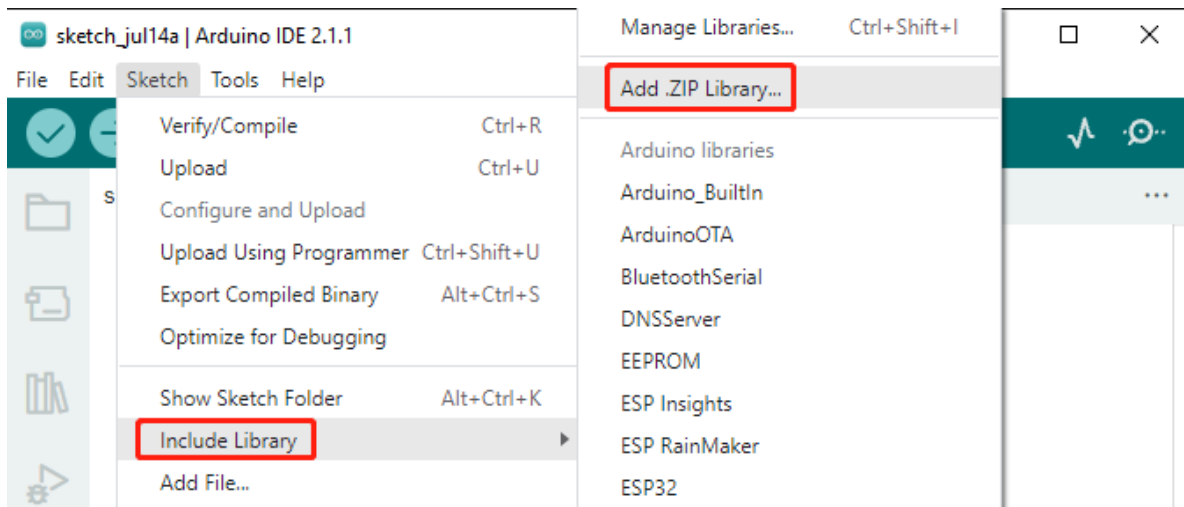 sketch_jul14a | Arduino IDE 2.1.1
File Edit Sketch Tools Help
Verify/Compile Ctrl+R
Upload Ctrl+U
Configure and Upload
Upload Using Programmer Ctrl+Shift+U
Export Compiled Binary Alt+Ctrl+S
Optimize for Debugging
Show Sketch Folder Alt+Ctrl+K
Include Library
Add File...
Manage Libraries... Ctrl+Shift+I
Add .ZIP Library...
Arduino libraries
Arduino_BuiltIn
ArduinoOTA
BluetoothSerial
DNSServer
EEPROM
ESP Insights
ESP RainMaker
ESP32